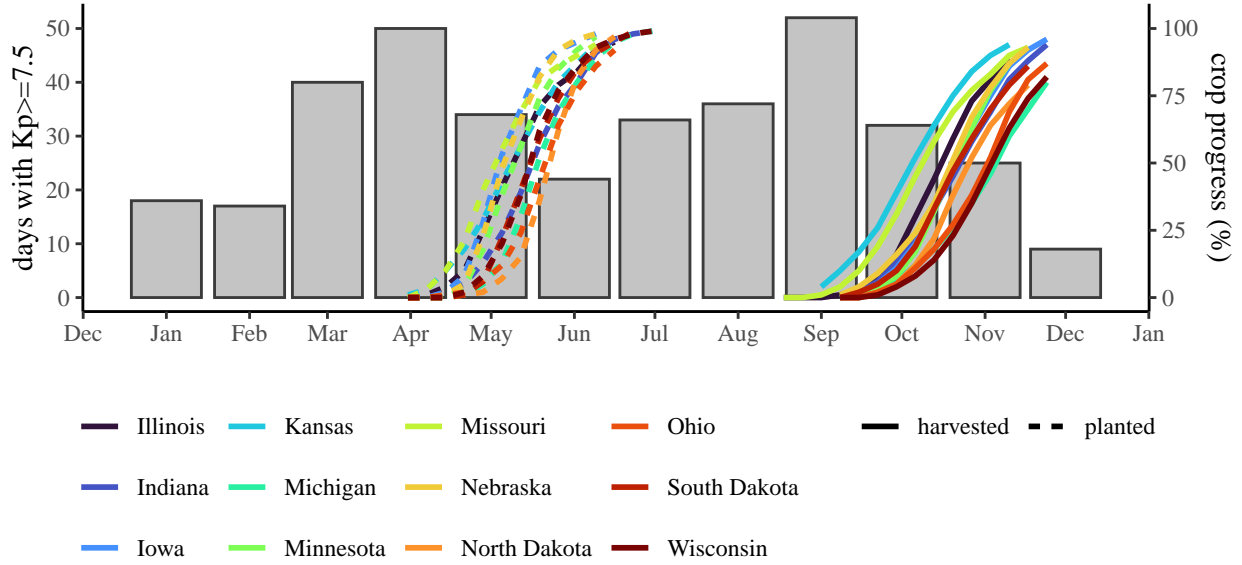 days with Kp>=7.5
50
40
30
20
10
0
100
75
50
25
0
crop progress (%)
Dec Jan Feb Mar Apr May Jun Jul Aug Sep Oct Nov Dec Jan
Illinois Kansas Missouri Ohio harvested planted
Indiana Michigan Nebraska South Dakota
Iowa Minnesota North Dakota Wisconsin